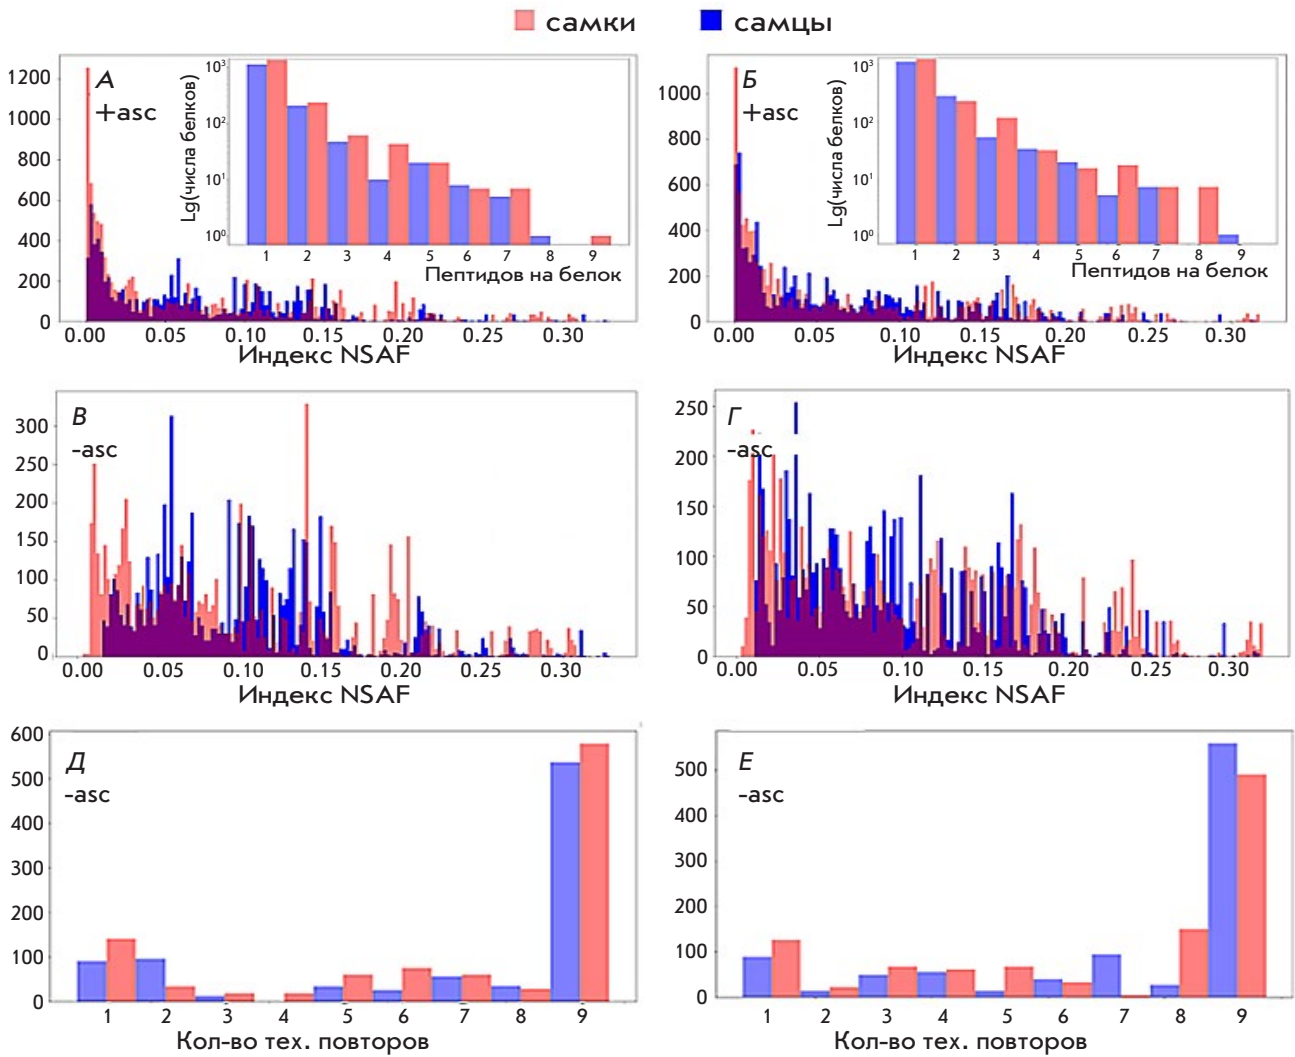 самки самцы
А
+asc
1200
1000
800
600
400
200
0
0.00 0.05 0.10 0.15 0.20 0.25 0.30
Индекс NSAF
Lg(числа белков)
10³
10²
10¹
10⁰
1 2 3 4 5 6 7 8 9
Пептидов на белок
Б
+asc
1000
800
600
400
200
0
0.00 0.05 0.10 0.15 0.20 0.25 0.30
Индекс NSAF
Lg(числа белков)
10³
10²
10¹
10⁰
1 2 3 4 5 6 7 8 9
Пептидов на белок
В
-asc
300
250
200
150
100
50
0
0.00 0.05 0.10 0.15 0.20 0.25 0.30
Индекс NSAF
Г
-asc
250
200
150
100
50
0
0.00 0.05 0.10 0.15 0.20 0.25 0.30
Индекс NSAF
Д
-asc
600
500
400
300
200
100
0
1 2 3 4 5 6 7 8 9
Кол-во тех. повторов
Е
-asc
500
400
300
200
100
0
1 2 3 4 5 6 7 8 9
Кол-во тех. повторов